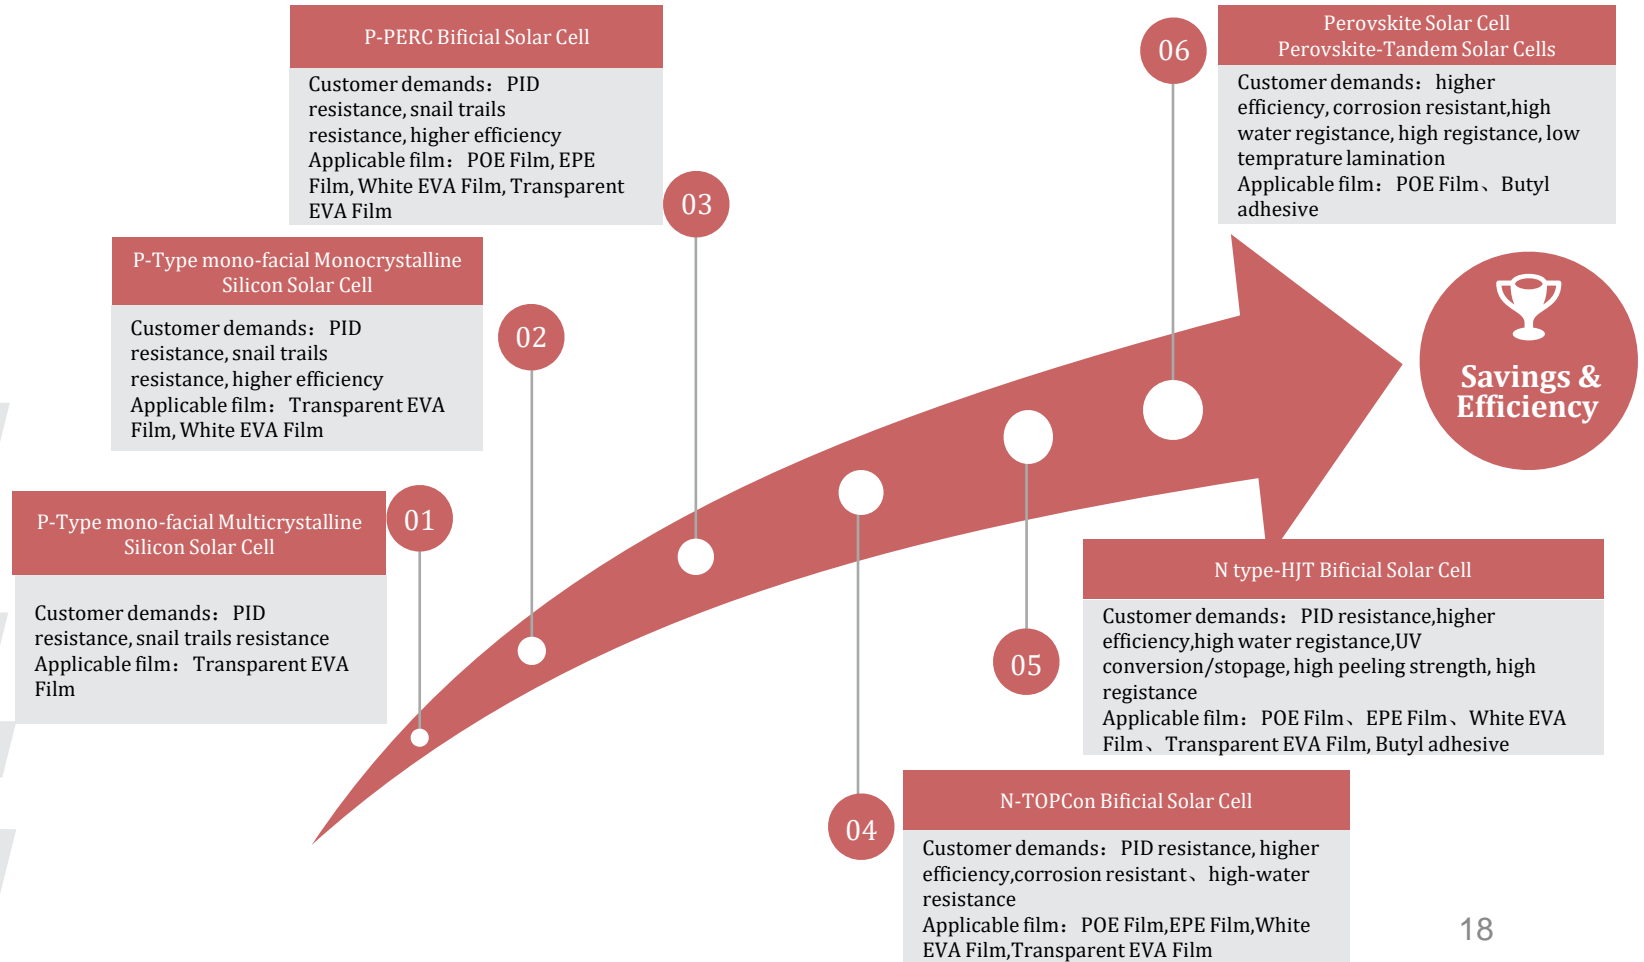 P-PERC Bificial Solar Cell
Customer demands：PID
resistance, snail trails
resistance, higher efficiency
Applicable film：POE Film, EPE
Film, White EVA Film, Transparent
EVA Film
03
P-Type mono-facial Monocrystalline
Silicon Solar Cell
Customer demands：PID
resistance, snail trails
resistance, higher efficiency
Applicable film：Transparent EVA
Film, White EVA Film
02
P-Type mono-facial Multicrystalline
Silicon Solar Cell
Customer demands：PID
resistance, snail trails resistance
Applicable film：Transparent EVA
Film
01
06
Perovskite Solar Cell
Perovskite-Tandem Solar Cells
Customer demands：higher
efficiency, corrosion resistant,high
water registance, high registance, low
temprature lamination
Applicable film：POE Film、Butyl
adhesive
Savings &
Efficiency
05
N type-HJT Bificial Solar Cell
Customer demands：PID resistance,higher
efficiency,high water registance,UV
conversion/stopage, high peeling strength, high
registance
Applicable film：POE Film、EPE Film、White EVA
Film、Transparent EVA Film, Butyl adhesive
04
N-TOPCon Bificial Solar Cell
Customer demands：PID resistance, higher
efficiency,corrosion resistant、high-water
resistance
Applicable film：POE Film,EPE Film,White
EVA Film,Transparent EVA Film
18